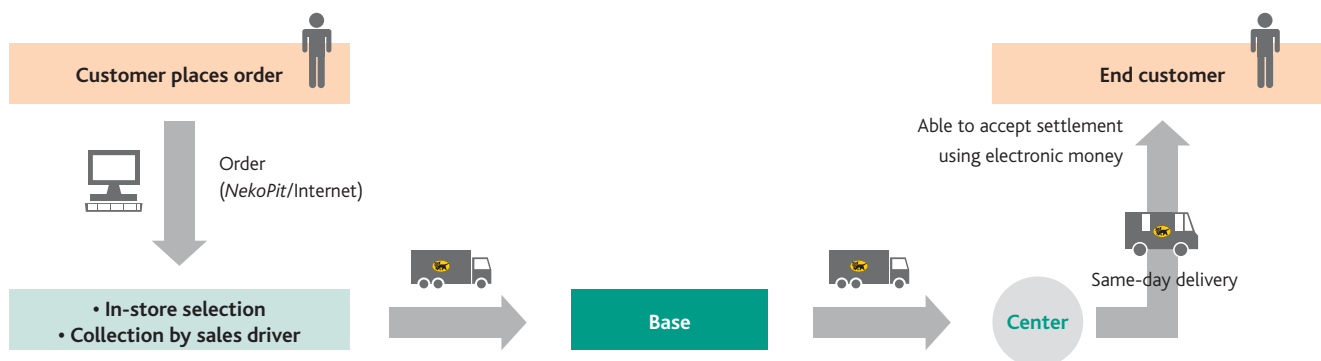 Customer places order
End customer
Able to accept settlement
using electronic money
Order
(NekoPit/Internet)
Same-day delivery
• In-store selection
• Collection by sales driver
Base
Center